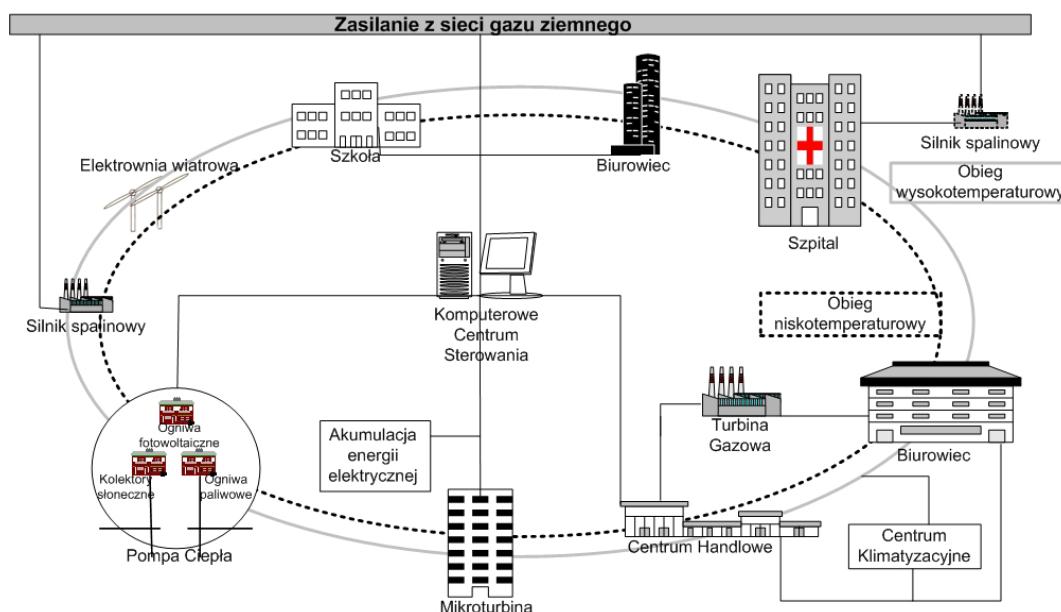 Zasilanie z sieci gazu ziemnego
Szkoła
Biurowiec
Silnik spalinowy
Elektrownia wiatrowa
Obieg
wysokotemperaturowy
Szpital
Silnik spalinowy
Komputerowe
Centrum
Sterowania
Obieg
niskotemperaturowy
Ogniwa
fotowoltaiczne
Kolektory
słoneczne
Ogniwa
paliwowe
Pompa Ciepła
Akumulacja
energii
elektrycznej
Turbina
Gazowa
Biurowiec
Centrum Handlowe
Centrum
Klimatyzacyjne
Mikroturbina